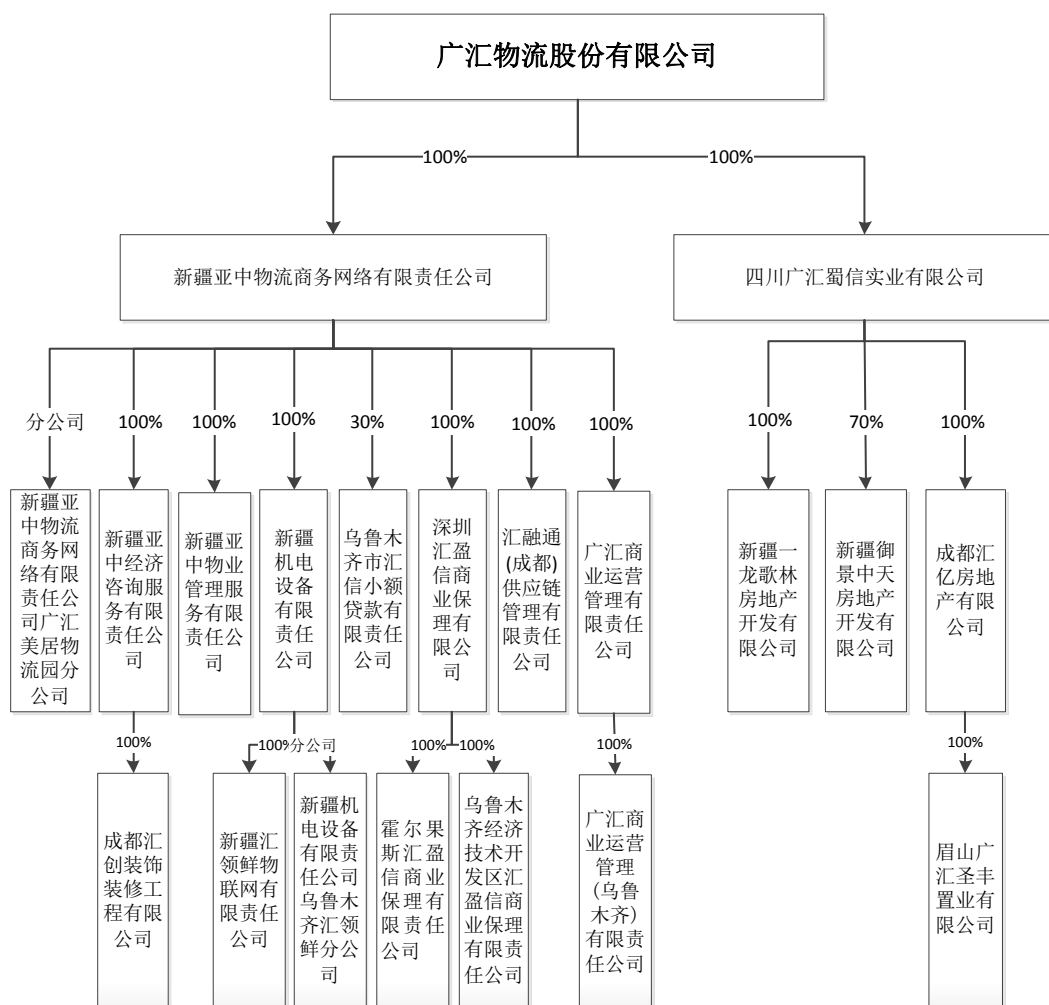 广汇物流股份有限公司
100%
100%
新疆亚中物流商务网络有限责任公司
四川广汇蜀信实业有限公司
分公司
100%
100%
100%
30%
100%
100%
100%
100%
70%
100%
新疆亚
中物流
商务网
络有限
责任公
司广汇
美居物
流园分
公司
新疆亚
中经济
咨询服
务有限
责任公
司
新疆亚
中物业
管理服
务有限
责任公
司
新疆
机电
设备
有限
责任
公司
乌鲁木
齐市汇
信小额
贷款有
限责任
公司
深圳
汇盈
信商
业保
理有
限公
司
汇融通
(成都)
供应链
管理有
限责任
公司
广汇商
业运营
管理有
限责任
公司
新疆一
龙歌林
房地产
开发有
限公司
新疆御
景中天
房地产
开发有
限公司
成都汇
亿房地
产有限
公司
100%
100%
分公司
100%
100%
100%
100%
成都汇
创装饰
装修工
程有限
公司
新疆汇
领鲜物
联网有
限责任
公司
新疆机
电设备
有限责
任公司
乌鲁木
齐汇领
鲜分公
司
霍尔果
斯汇盈
信商业
保理有
限责任
公司
乌鲁木
齐经济
技术开
发区汇
盈信商
业保理
有限责
任公司
广汇商
业运营
管理
（乌鲁
木齐）
有限责
任公司
眉山广
汇圣丰
置业有
限公司